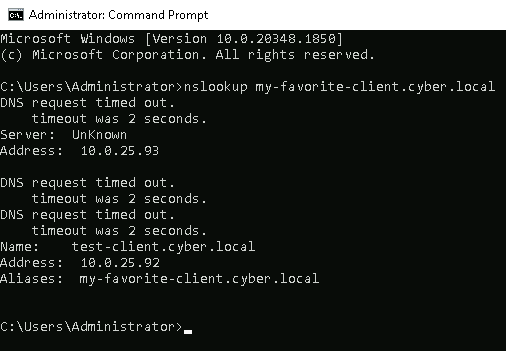 Administrator: Command Prompt
Microsoft Windows [Version 10.0.20348.1850]
(c) Microsoft Corporation. All rights reserved.
C:\Users\Administrator>nslookup my-favorite-client.cyber.local
DNS request timed out.
    timeout was 2 seconds.
Server:  UnKnown
Address:  10.0.25.93
DNS request timed out.
    timeout was 2 seconds.
DNS request timed out.
    timeout was 2 seconds.
Name:    test-client.cyber.local
Address:  10.0.25.92
Aliases:  my-favorite-client.cyber.local
C:\Users\Administrator>